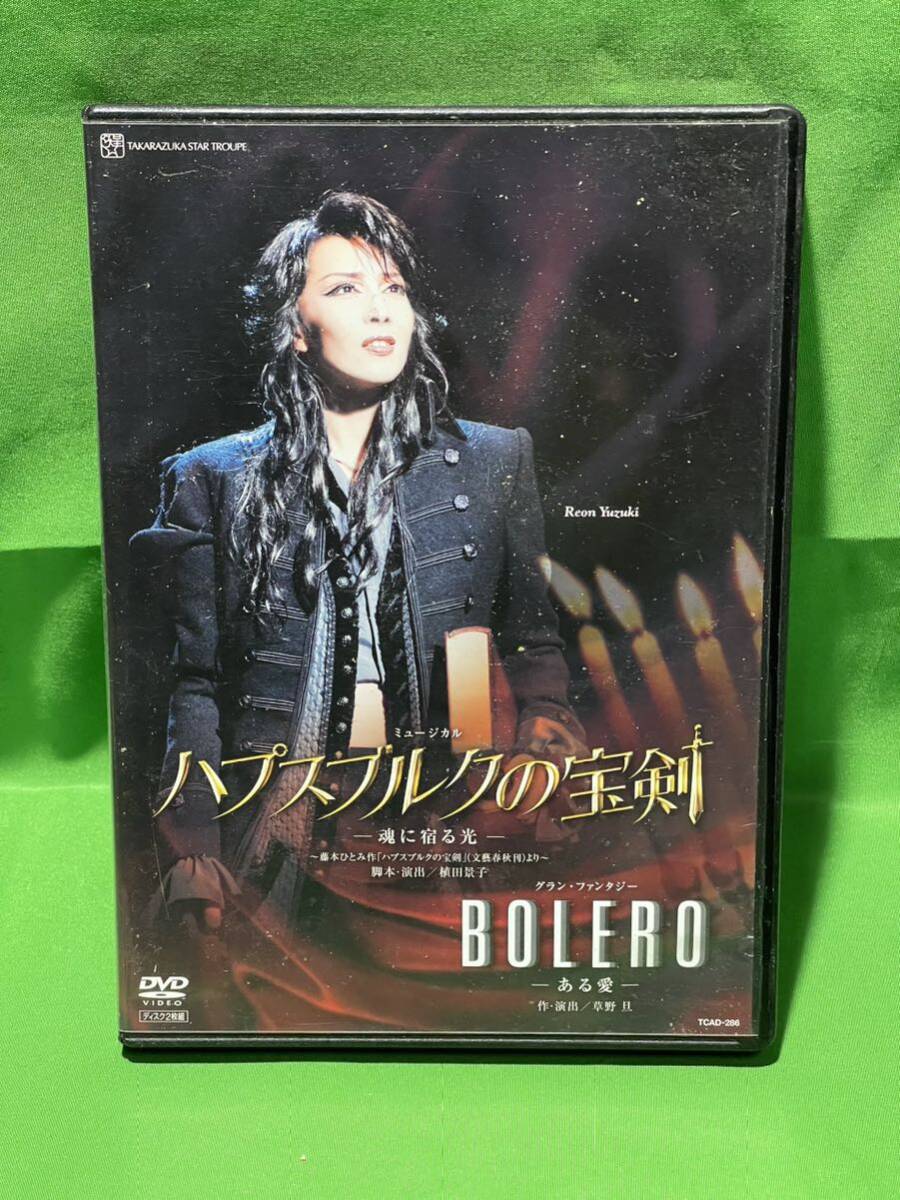 TAKARAZUKA STAR TROUPE
Reon Yuzuki
ミュージカル
ハプスブルクの宝剣
― 魂に宿る光 ―
～藤本ひとみ作「ハプスブルクの宝剣」（文藝春秋刊）より～
脚本・演出／植田景子
グラン・ファンタジー
BOLERO
― ある愛 ―
作・演出／草野 旦
DVD
VIDEO
ディスク2枚組
TCAD-286